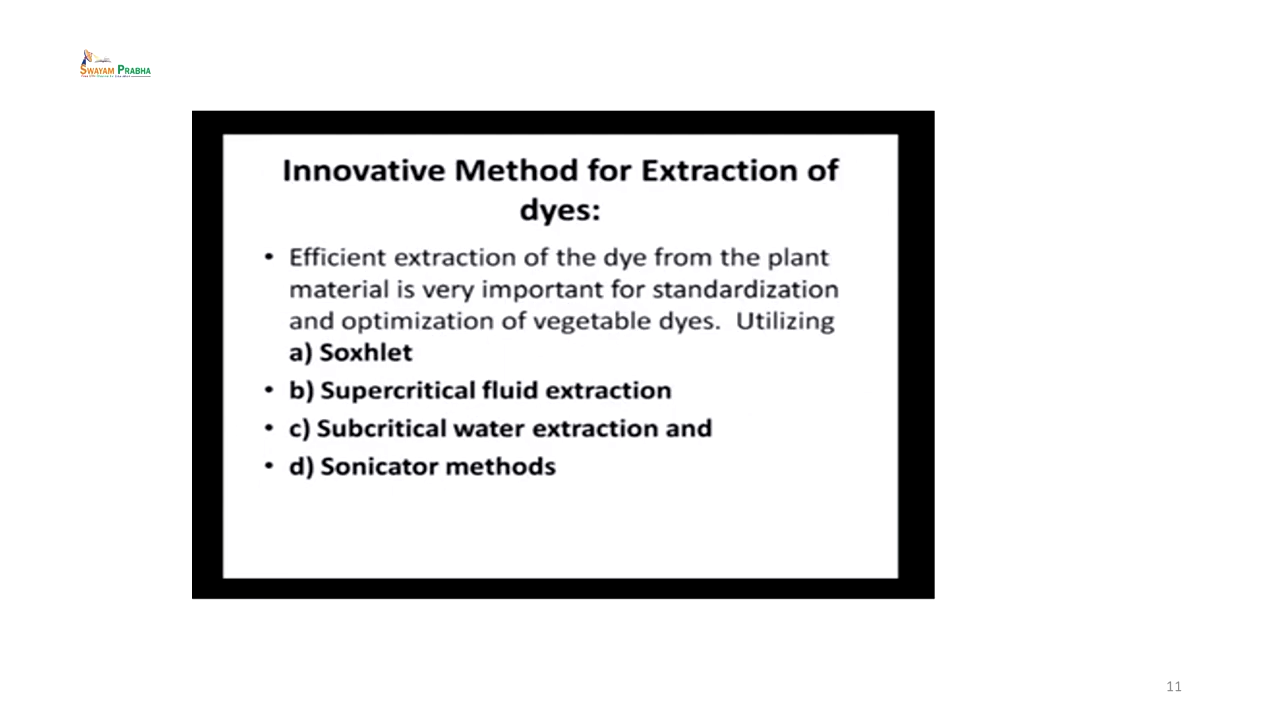 SWAYAM PRABHA
Innovative Method for Extraction of
dyes:
• Efficient extraction of the dye from the plant
material is very important for standardization
and optimization of vegetable dyes.  Utilizing
a) Soxhlet
• b) Supercritical fluid extraction
• c) Subcritical water extraction and
• d) Sonicator methods
11